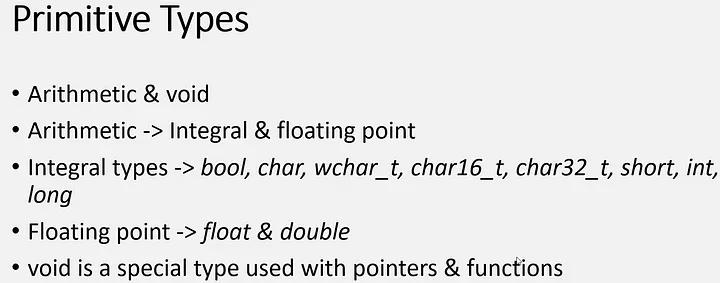 Primitive Types
• Arithmetic & void
• Arithmetic -> Integral & floating point
• Integral types -> bool, char, wchar_t, char16_t, char32_t, short, int,
long
• Floating point -> float & double
• void is a special type used with pointers & functions